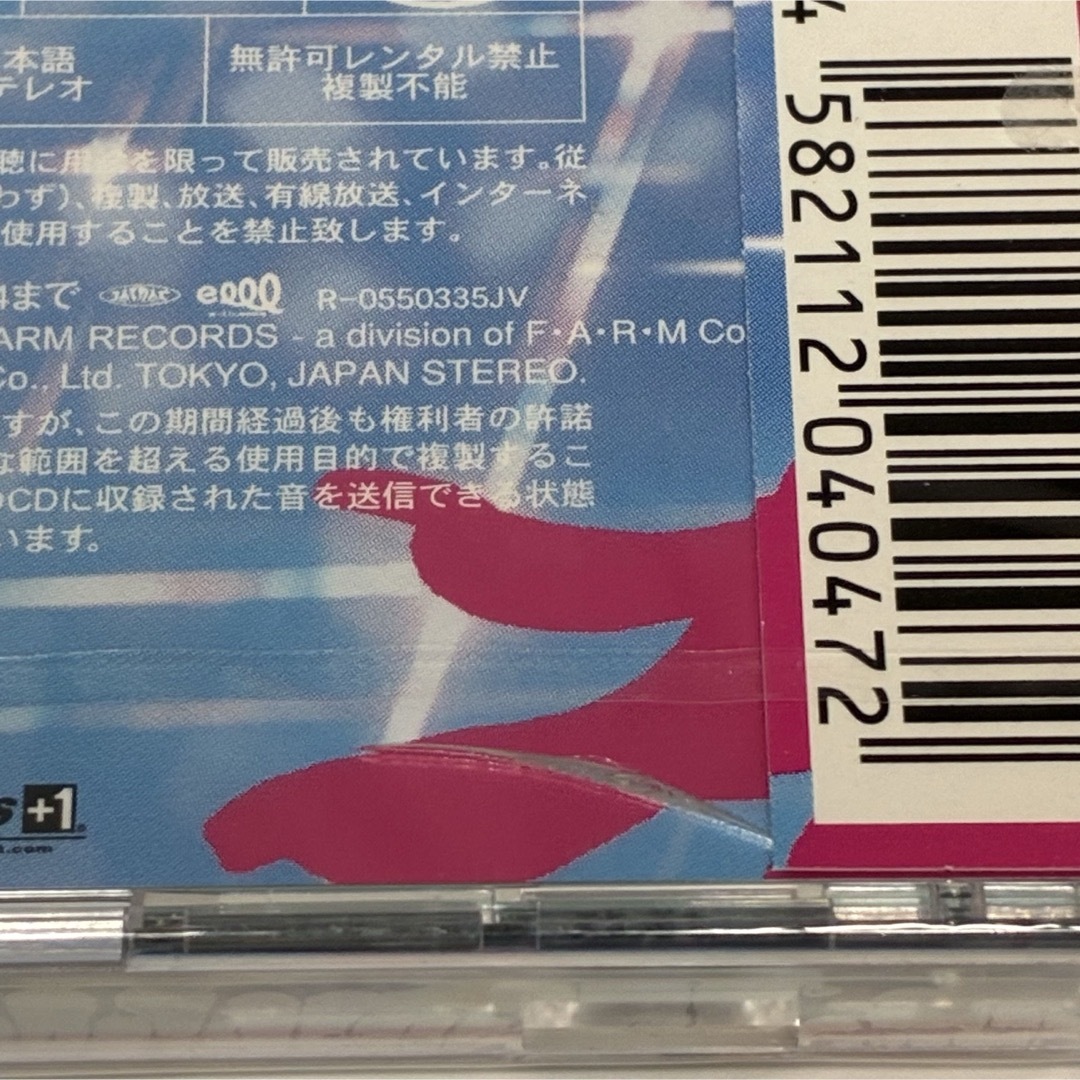 本語
テレオ
無許可レンタル禁止
複製不能
聴に用途を限って販売されています。従
わず)、複製、放送、有線放送、インターネ
使用することを禁止致します。
4まで
R-0550335JV
ARM RECORDS - a division of F・A・R・M Co
Co., Ltd. TOKYO, JAPAN STEREO.
すが、この期間経過後も権利者の許諾
な範囲を超える使用目的で複製するこ
CDに収録された音を送信できる状態
います。
s+1
4 582112 040472